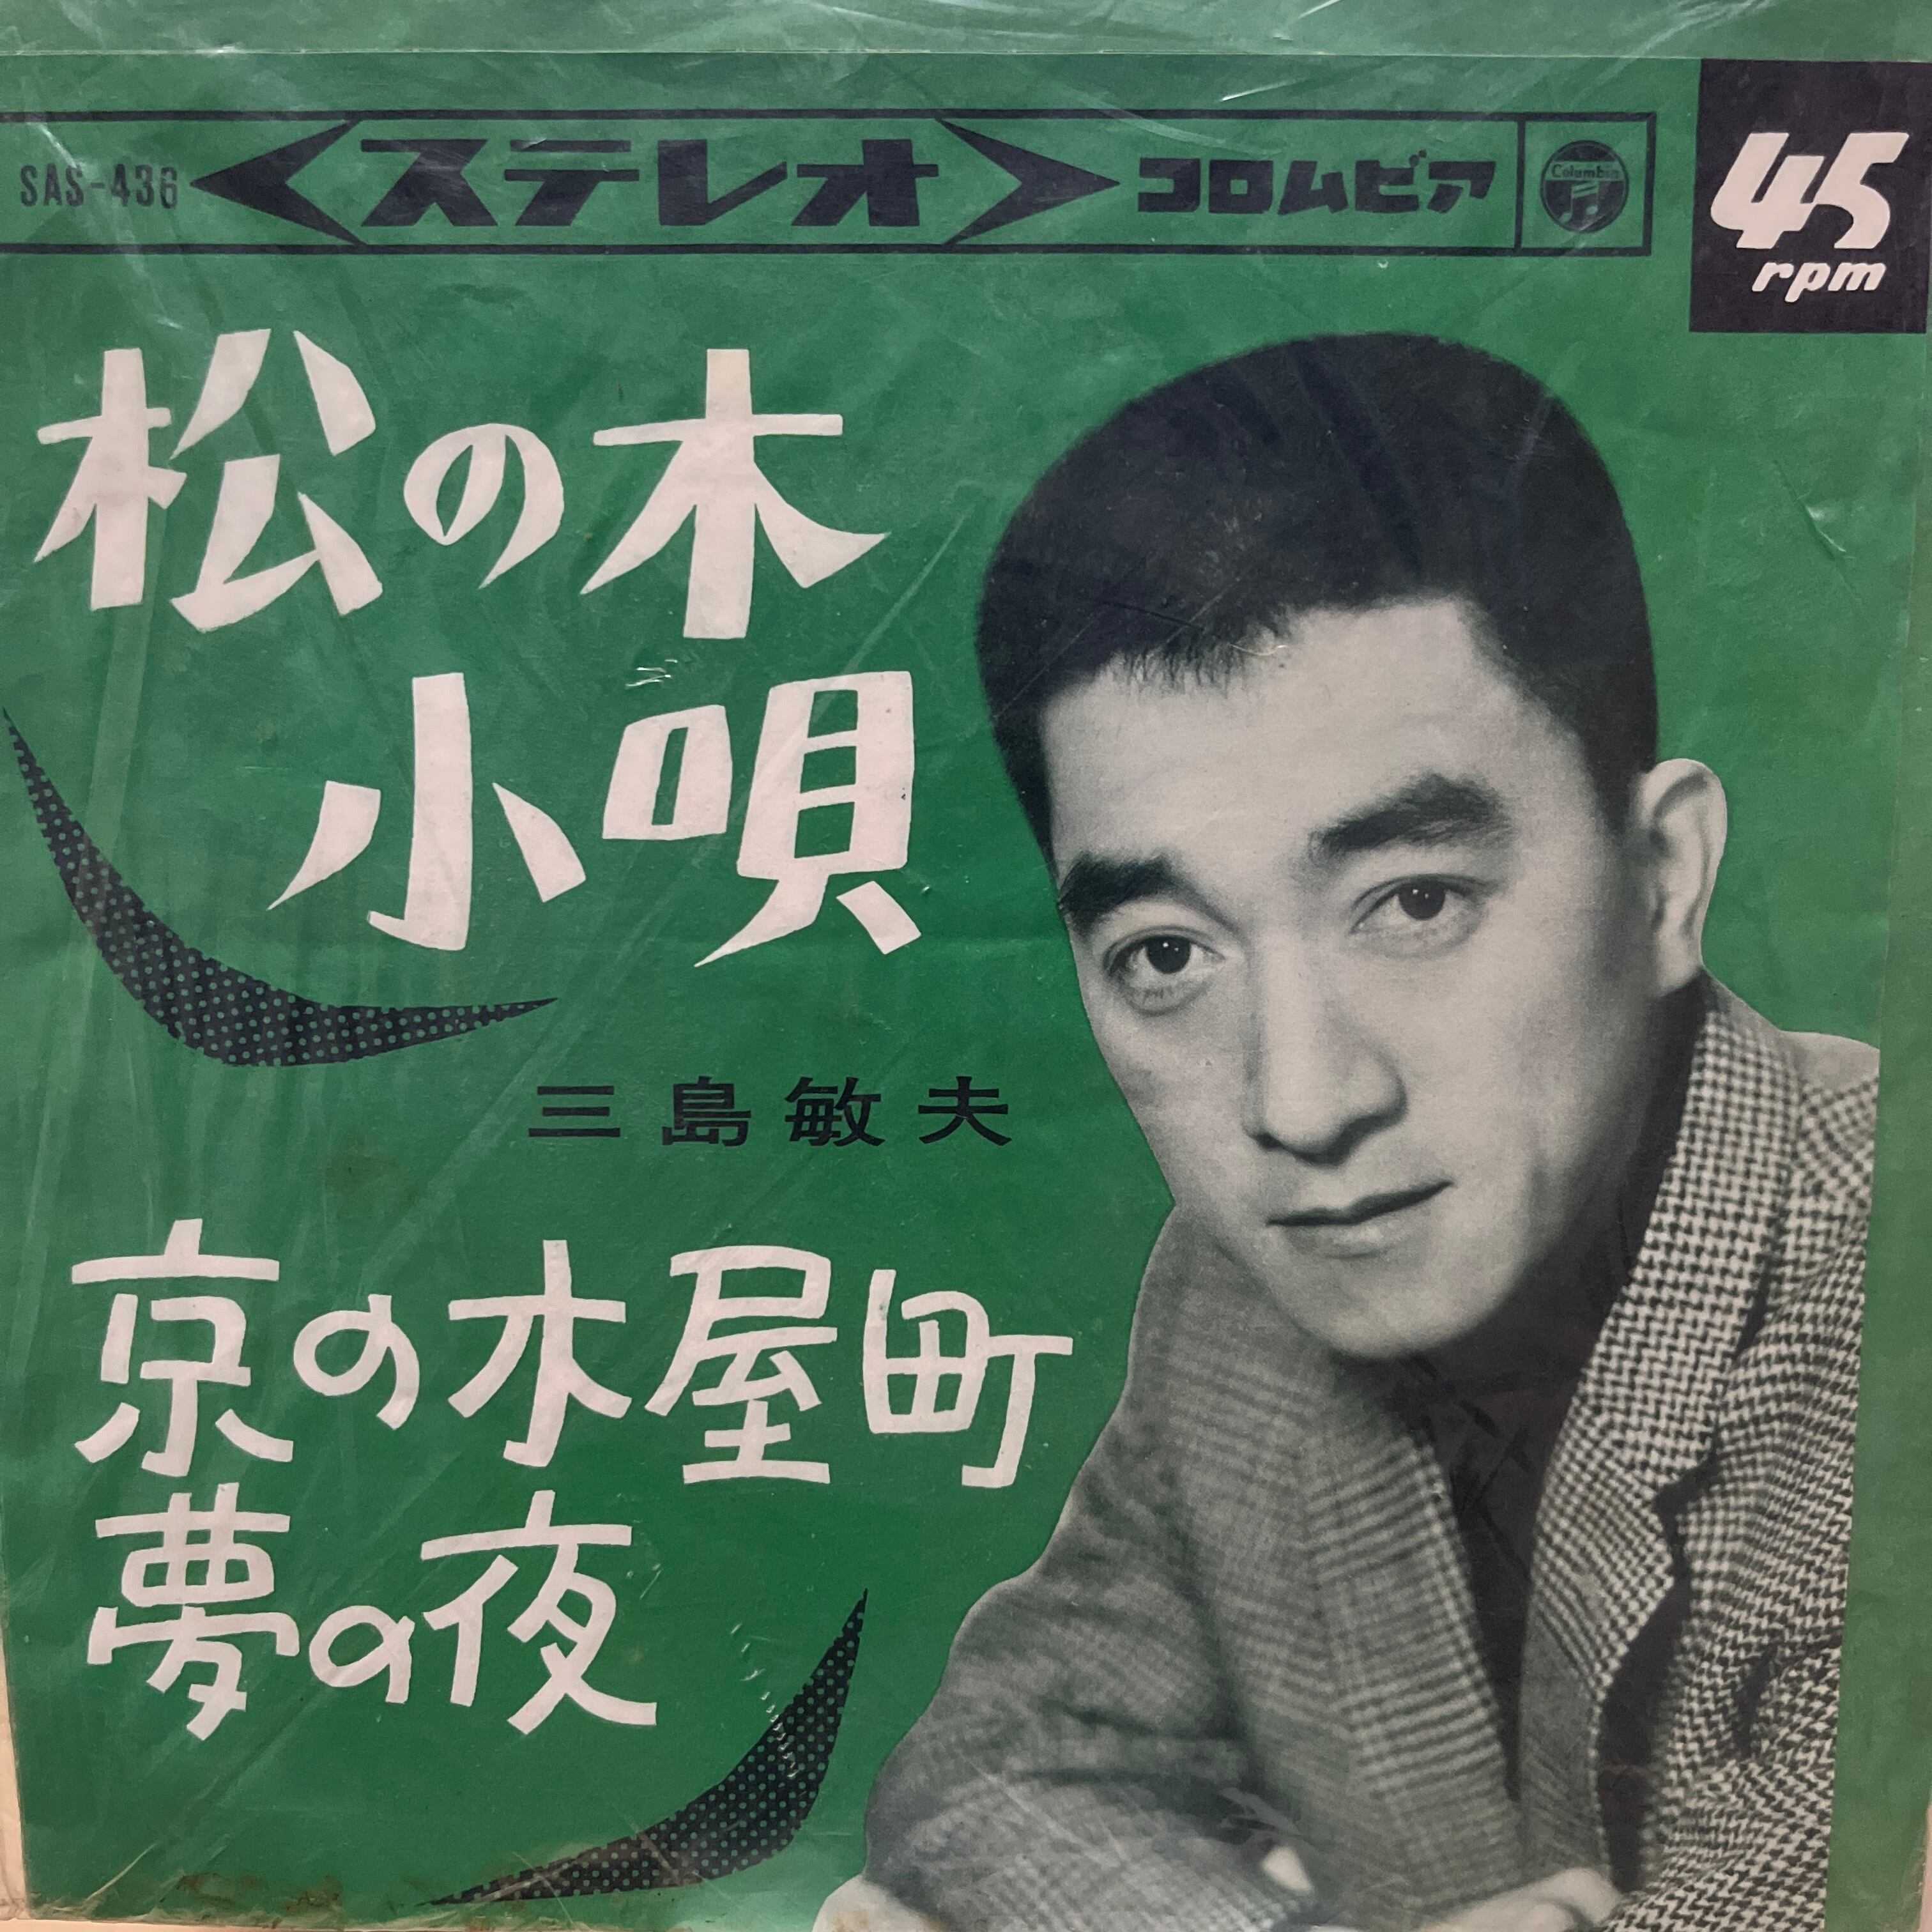 SAS-436
ステレオ
コロムビア
Columbia
45
rpm
松の木
小唄
三島敏夫
京の木屋町
夢の夜